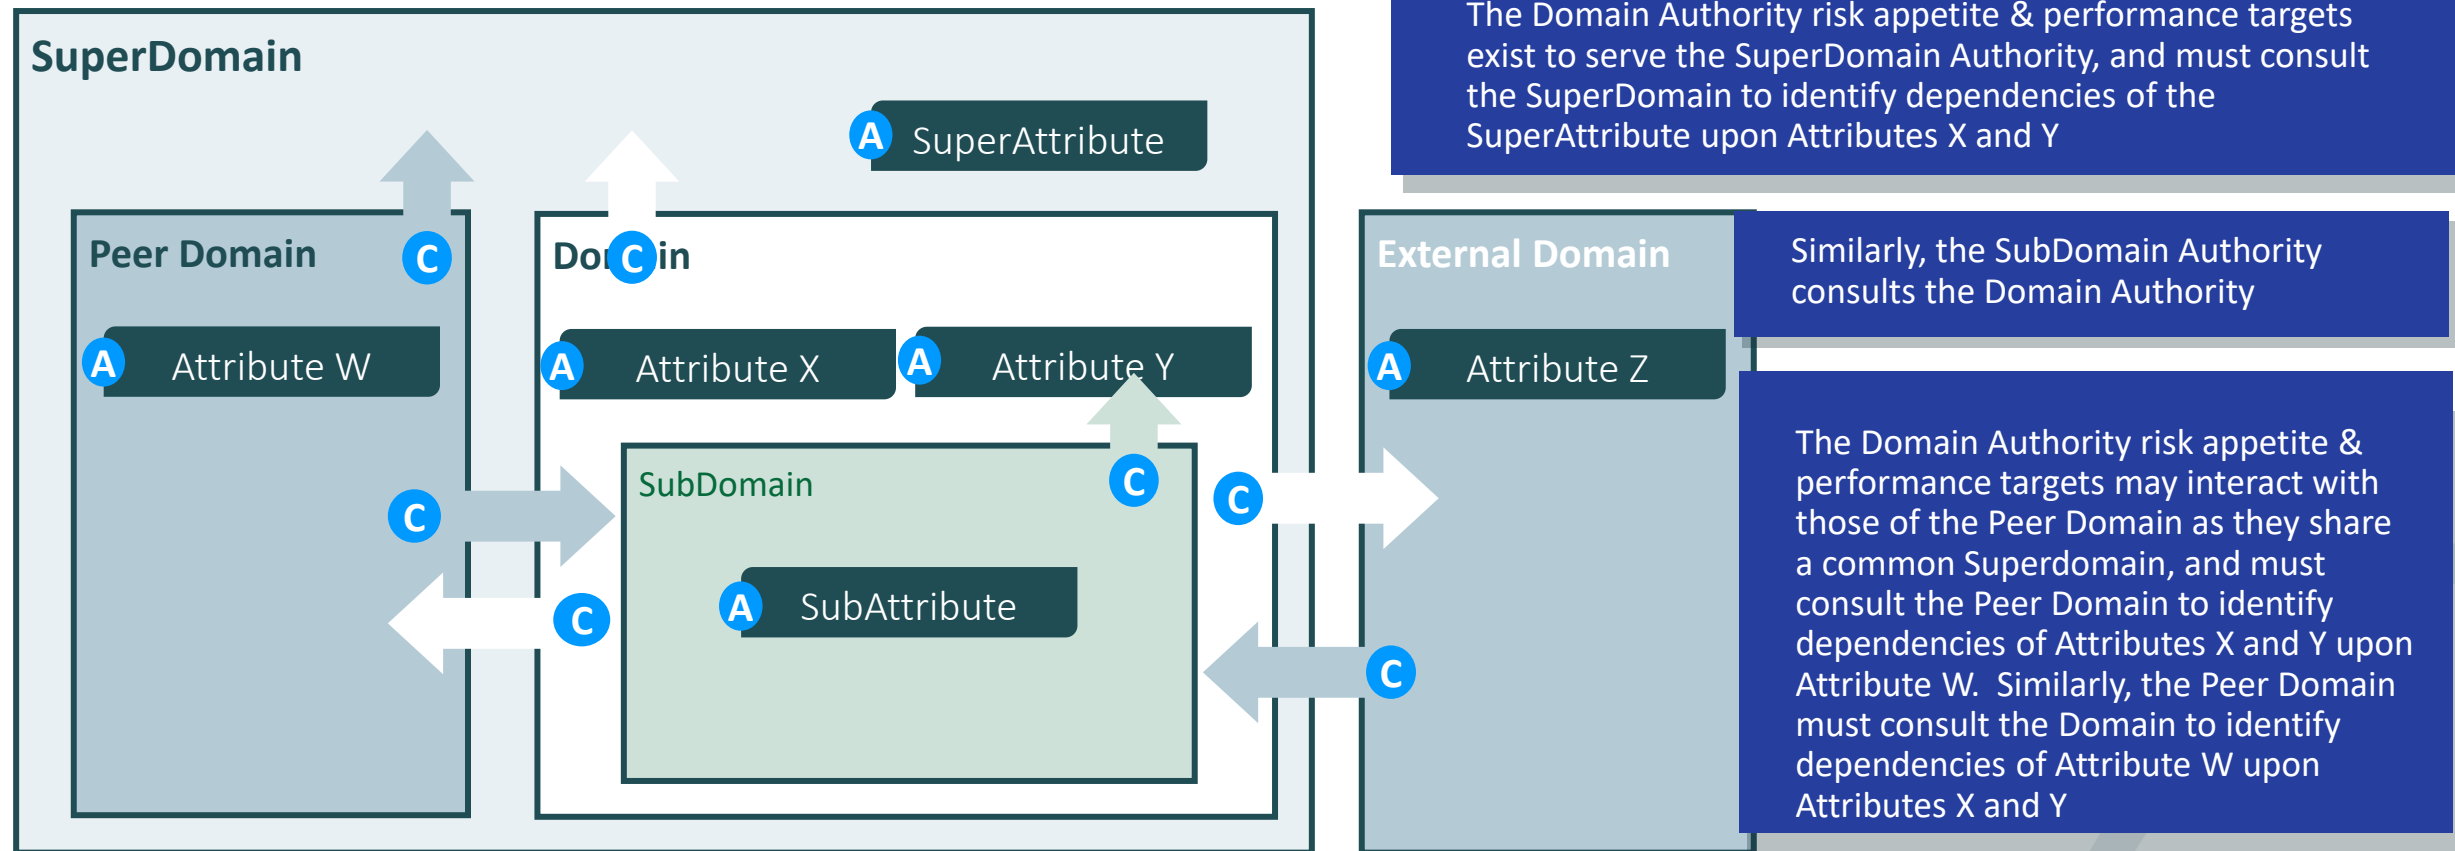 SuperDomain
A
SuperAttribute
Peer Domain
C
Domain
C
A
Attribute W
A
Attribute X
A
Attribute Y
C
SubDomain
C
C
A
SubAttribute
External Domain
A
Attribute Z
C
C
The Domain Authority risk appetite & performance targets
exist to serve the SuperDomain Authority, and must consult
the SuperDomain to identify dependencies of the
SuperAttribute upon Attributes X and Y
Similarly, the SubDomain Authority
consults the Domain Authority
The Domain Authority risk appetite &
performance targets may interact with
those of the Peer Domain as they share
a common Superdomain, and must
consult the Peer Domain to identify
dependencies of Attributes X and Y upon
Attribute W.  Similarly, the Peer Domain
must consult the Domain to identify
dependencies of Attribute W upon
Attributes X and Y